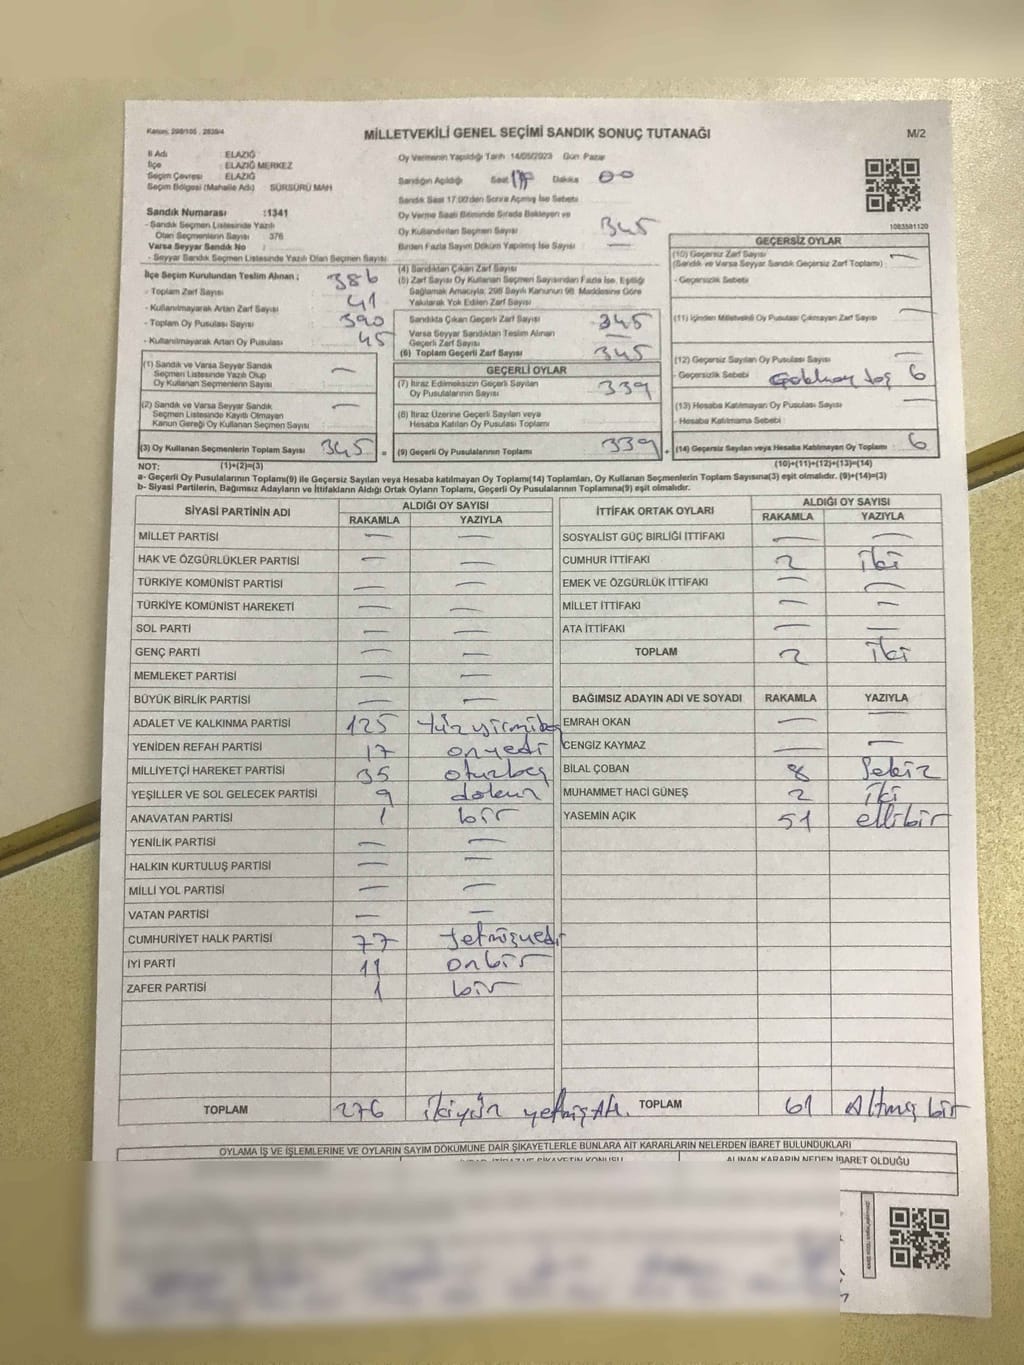 Kanun: 298/105 , 2839/4
MİLLETVEKİLİ GENEL SEÇİMİ SANDIK SONUÇ TUTANAĞI
M/2
İl Adı : ELAZIĞ
İlçe : ELAZIĞ MERKEZ
Seçim Çevresi : ELAZIĞ
Seçim Bölgesi (Mahalle Adı) SÜRSÜRÜ MAH
Oy Vermenin Yapıldığı Tarih 14/05/2023 Gün Pazar
Sandığın Açıldığı Saat Dakika 00
Sandık Saat 17:00'den Sonra Açılmış İse Sebebi
Sandık Numarası :1341
- Sandık Seçmen Listesinde Yazılı
Olan Seçmenlerin Sayısı 376
Varsa Seyyar Sandık No :
- Seyyar Sandık Seçmen Listesinde Yazılı Olan Seçmen Sayısı
Oy Verme Saati Bitiminde Sırada Bekleyen ve
Oy Kullandırılan Seçmen Sayısı 345
Birden Fazla Sayım Döküm Yapılmış İse Sayısı —
1083581120
İlçe Seçim Kurulundan Teslim Alınan ; 386
- Toplam Zarf Sayısı
- Kullanılmayarak Artan Zarf Sayısı 41
- Toplam Oy Pusulası Sayısı 390
- Kullanılmayarak Artan Oy Pusulası 45
(1) Sandık ve Varsa Seyyar Sandık
Seçmen Listesinde Yazılı Olup
Oy Kullanan Seçmenlerin Sayısı —
(2) Sandık ve Varsa Seyyar Sandık
Seçmen Listesinde Kayıtlı Olmayan
Kanun Gereği Oy Kullanan Seçmen Sayısı —
(3) Oy Kullanan Seçmenlerin Toplam Sayısı 345 =
(1)+(2)=(3)
(4) Sandıktan Çıkan Zarf Sayısı
(5) Zarf Sayısı Oy Kullanan Seçmen Sayısından Fazla İse, Eşitliği
Sağlamak Amacıyla; 298 Sayılı Kanunun 98. Maddesine Göre
Yakılarak Yok Edilen Zarf Sayısı
Sandıkta Çıkan Geçerli Zarf Sayısı 345
Varsa Seyyar Sandıktan Teslim Alınan
Geçerli Zarf Sayısı —
(6) Toplam Geçerli Zarf Sayısı 345
GEÇERLİ OYLAR
(7) İtiraz Edilmeksizin Geçerli Sayılan
Oy Pusulalarının Sayısı 339
(8) İtiraz Üzerine Geçerli Sayılan veya
Hesaba Katılan Oy Pusulası Toplamı
(9) Geçerli Oy Pusulalarının Toplamı 339 +
GEÇERSİZ OYLAR
(10) Geçersiz Zarf Sayısı —
(Sandık ve Varsa Seyyar Sandık Geçersiz Zarf Toplamı)
- Geçersizlik Sebebi
(11) İçinden Milletvekili Oy Pusulası Çıkmayan Zarf Sayısı —
(12) Geçersiz Sayılan Oy Pusulası Sayısı —
- Geçersizlik Sebebi 6
(13) Hesaba Katılmayan Oy Pusulası Sayısı —
- Hesaba Katılmama Sebebi
(14) Geçersiz Sayılan veya Hesaba Katılmayan Oy Toplamı 6
(10)+(11)+(12)+(13)=(14)
NOT:
a- Geçerli Oy Pusulalarının Toplamı(9) ile Geçersiz Sayılan veya Hesaba katılmayan Oy Toplamı(14) Toplamları, Oy Kullanan Seçmenlerin Toplam Sayısına(3) eşit olmalıdır. (9)+(14)=(3)
b- Siyasi Partilerin, Bağımsız Adayların ve İttifakların Aldığı Ortak Oyların Toplamı, Geçerli Oy Pusulalarının Toplamına(9) eşit olmalıdır.
SİYASİ PARTİNİN ADI ALDIĞI OY SAYISI
RAKAMLA YAZIYLA
MİLLET PARTİSİ — —
HAK VE ÖZGÜRLÜKLER PARTİSİ — —
TÜRKİYE KOMÜNİST PARTİSİ — —
TÜRKİYE KOMÜNİST HAREKETİ — —
SOL PARTİ — —
GENÇ PARTİ — —
MEMLEKET PARTİSİ — —
BÜYÜK BİRLİK PARTİSİ — —
ADALET VE KALKINMA PARTİSİ 125 Yüz yirmibeş
YENİDEN REFAH PARTİSİ 17 onyedi
MİLLİYETÇİ HAREKET PARTİSİ 35 otuzbeş
YEŞİLLER VE SOL GELECEK PARTİSİ 9 dokuz
ANAVATAN PARTİSİ 1 bir
YENİLİK PARTİSİ — —
HALKIN KURTULUŞ PARTİSİ — —
MİLLİ YOL PARTİSİ — —
VATAN PARTİSİ — —
CUMHURİYET HALK PARTİSİ 77 yetmişyedi
İYİ PARTİ 11 onbir
ZAFER PARTİSİ 1 bir
TOPLAM 276 ikiyüz yetmişaltı.
İTTİFAK ORTAK OYLARI ALDIĞI OY SAYISI
RAKAMLA YAZIYLA
SOSYALİST GÜÇ BİRLİĞİ İTTİFAKI — —
CUMHUR İTTİFAKI 2 iki
EMEK VE ÖZGÜRLÜK İTTİFAKI — —
MİLLET İTTİFAKI — —
ATA İTTİFAKI — —
TOPLAM 2 iki
BAĞIMSIZ ADAYIN ADI VE SOYADI RAKAMLA YAZIYLA
EMRAH OKAN — —
CENGİZ KAYMAZ — —
BİLAL ÇOBAN 8 Sekiz
MUHAMMET HACİ GÜNEŞ 2 iki
YASEMİN AÇIK 51 ellibir
TOPLAM 61 Altmış bir
OYLAMA İŞ VE İŞLEMLERİNE VE OYLARIN SAYIM DÖKÜMÜNE DAİR ŞİKAYETLERLE BUNLARA AİT KARARLARIN NELERDEN İBARET BULUNDUKLARI
ALINAN KARARIN NEDEN İBARET OLDUĞU